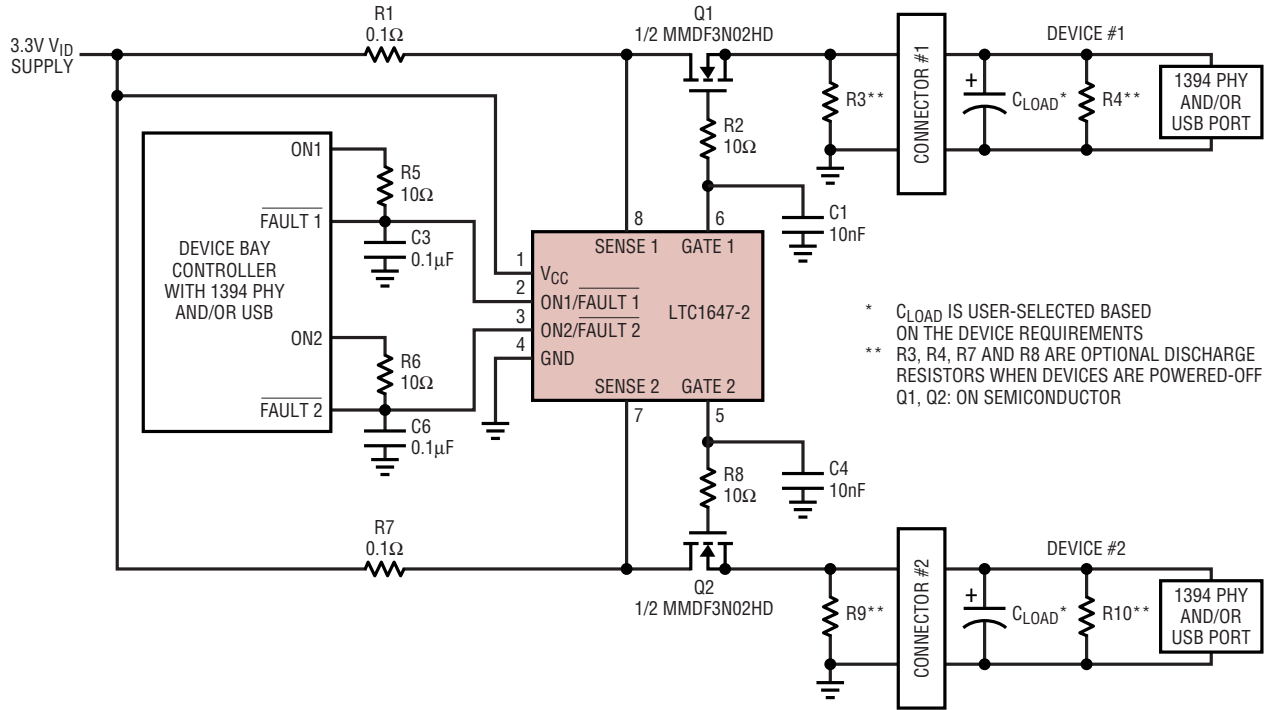 3.3V VID
SUPPLY
R1
0.1Ω
Q1
1/2 MMDF3N02HD
R3**
CONNECTOR #1
DEVICE #1
+
CLOAD*
R4**
1394 PHY
AND/OR
USB PORT
R2
10Ω
C1
10nF
ON1
R5
10Ω
FAULT 1
C3
0.1µF
DEVICE BAY
CONTROLLER
WITH 1394 PHY
AND/OR USB
ON2
R6
10Ω
FAULT 2
C6
0.1µF
8
6
SENSE 1
GATE 1
1
VCC
2
ON1/FAULT 1
3
ON2/FAULT 2
4
GND
LTC1647-2
SENSE 2
GATE 2
7
5
* CLOAD IS USER-SELECTED BASED
ON THE DEVICE REQUIREMENTS
** R3, R4, R7 AND R8 ARE OPTIONAL DISCHARGE
RESISTORS WHEN DEVICES ARE POWERED-OFF
Q1, Q2: ON SEMICONDUCTOR
R8
10Ω
C4
10nF
R7
0.1Ω
Q2
1/2 MMDF3N02HD
R9**
CONNECTOR #2
DEVICE #2
+
CLOAD*
R10**
1394 PHY
AND/OR
USB PORT